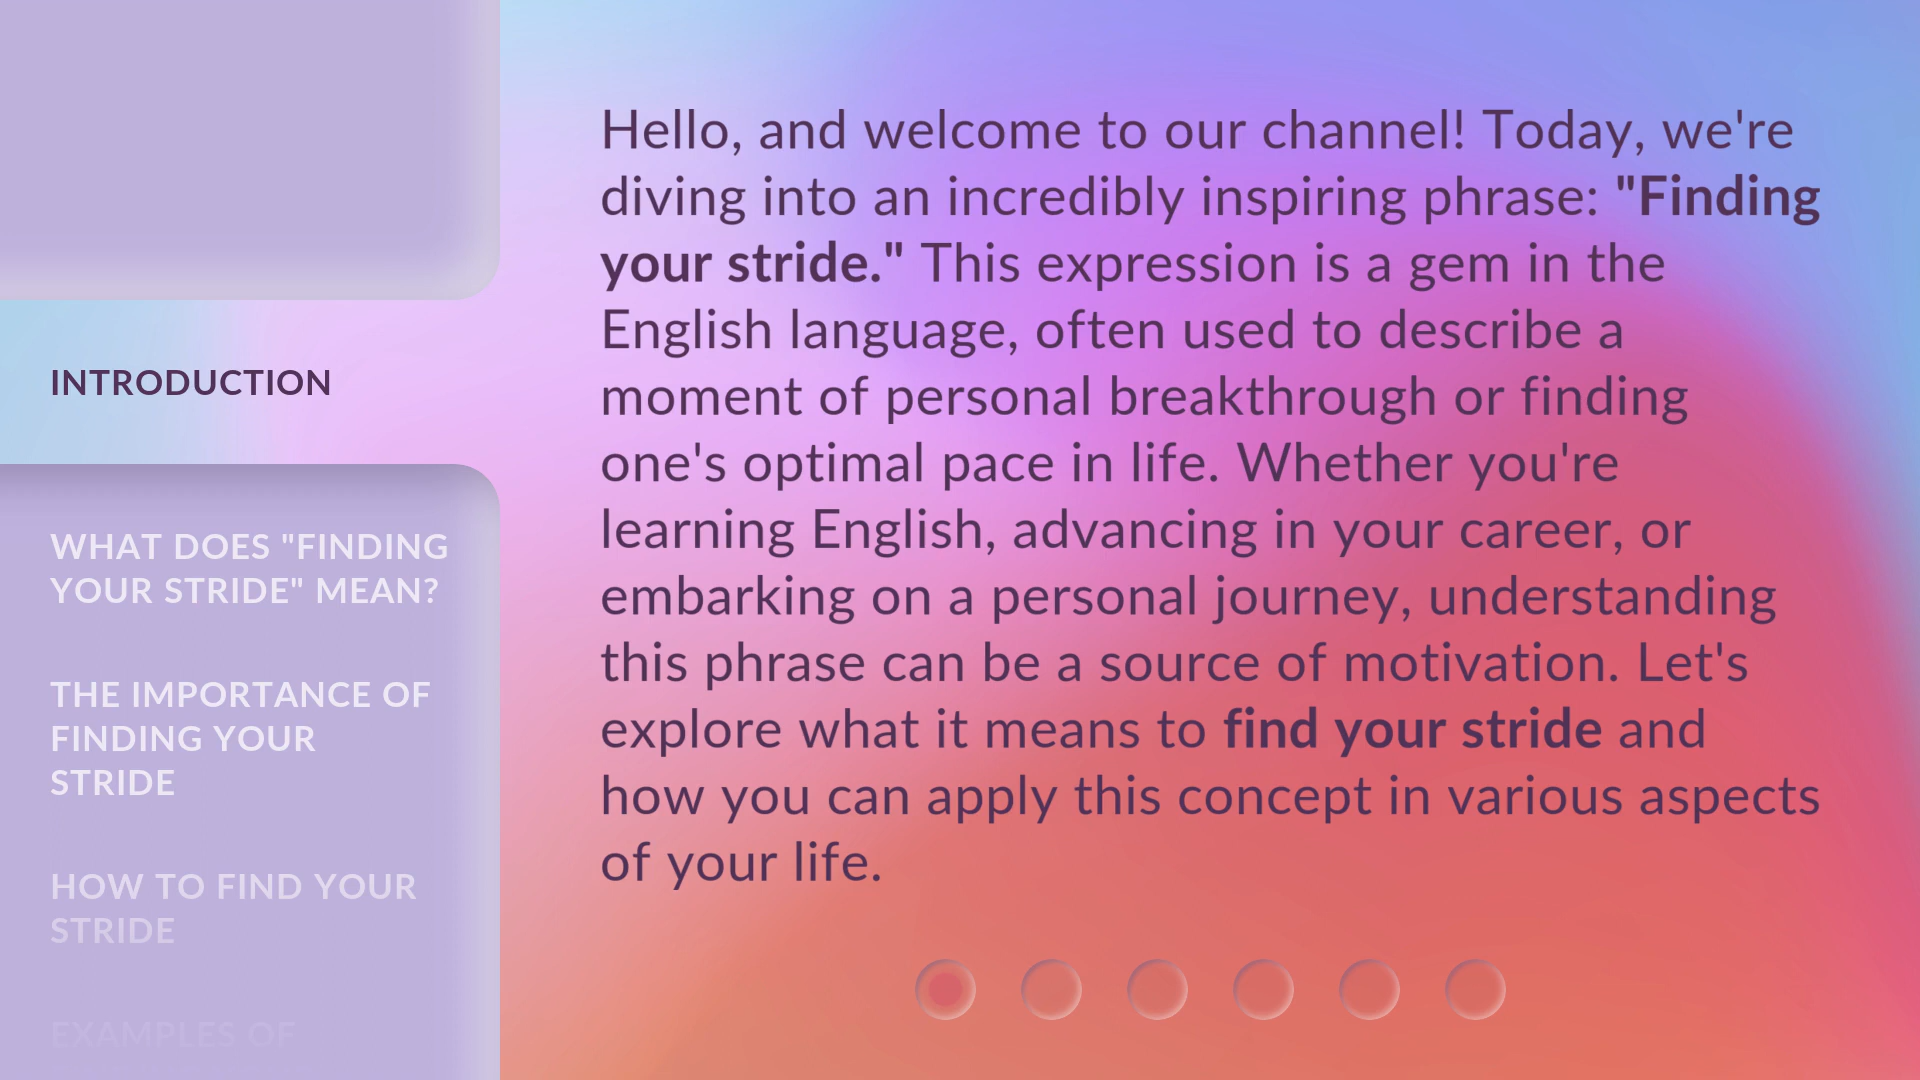 INTRODUCTION
WHAT DOES "FINDING
YOUR STRIDE" MEAN?
THE IMPORTANCE OF
FINDING YOUR
STRIDE
HOW TO FIND YOUR
STRIDE
EXAMPLES OF
Hello, and welcome to our channel! Today, we're
diving into an incredibly inspiring phrase: "Finding
your stride." This expression is a gem in the
English language, often used to describe a
moment of personal breakthrough or finding
one's optimal pace in life. Whether you're
learning English, advancing in your career, or
embarking on a personal journey, understanding
this phrase can be a source of motivation. Let's
explore what it means to find your stride and
how you can apply this concept in various aspects
of your life.